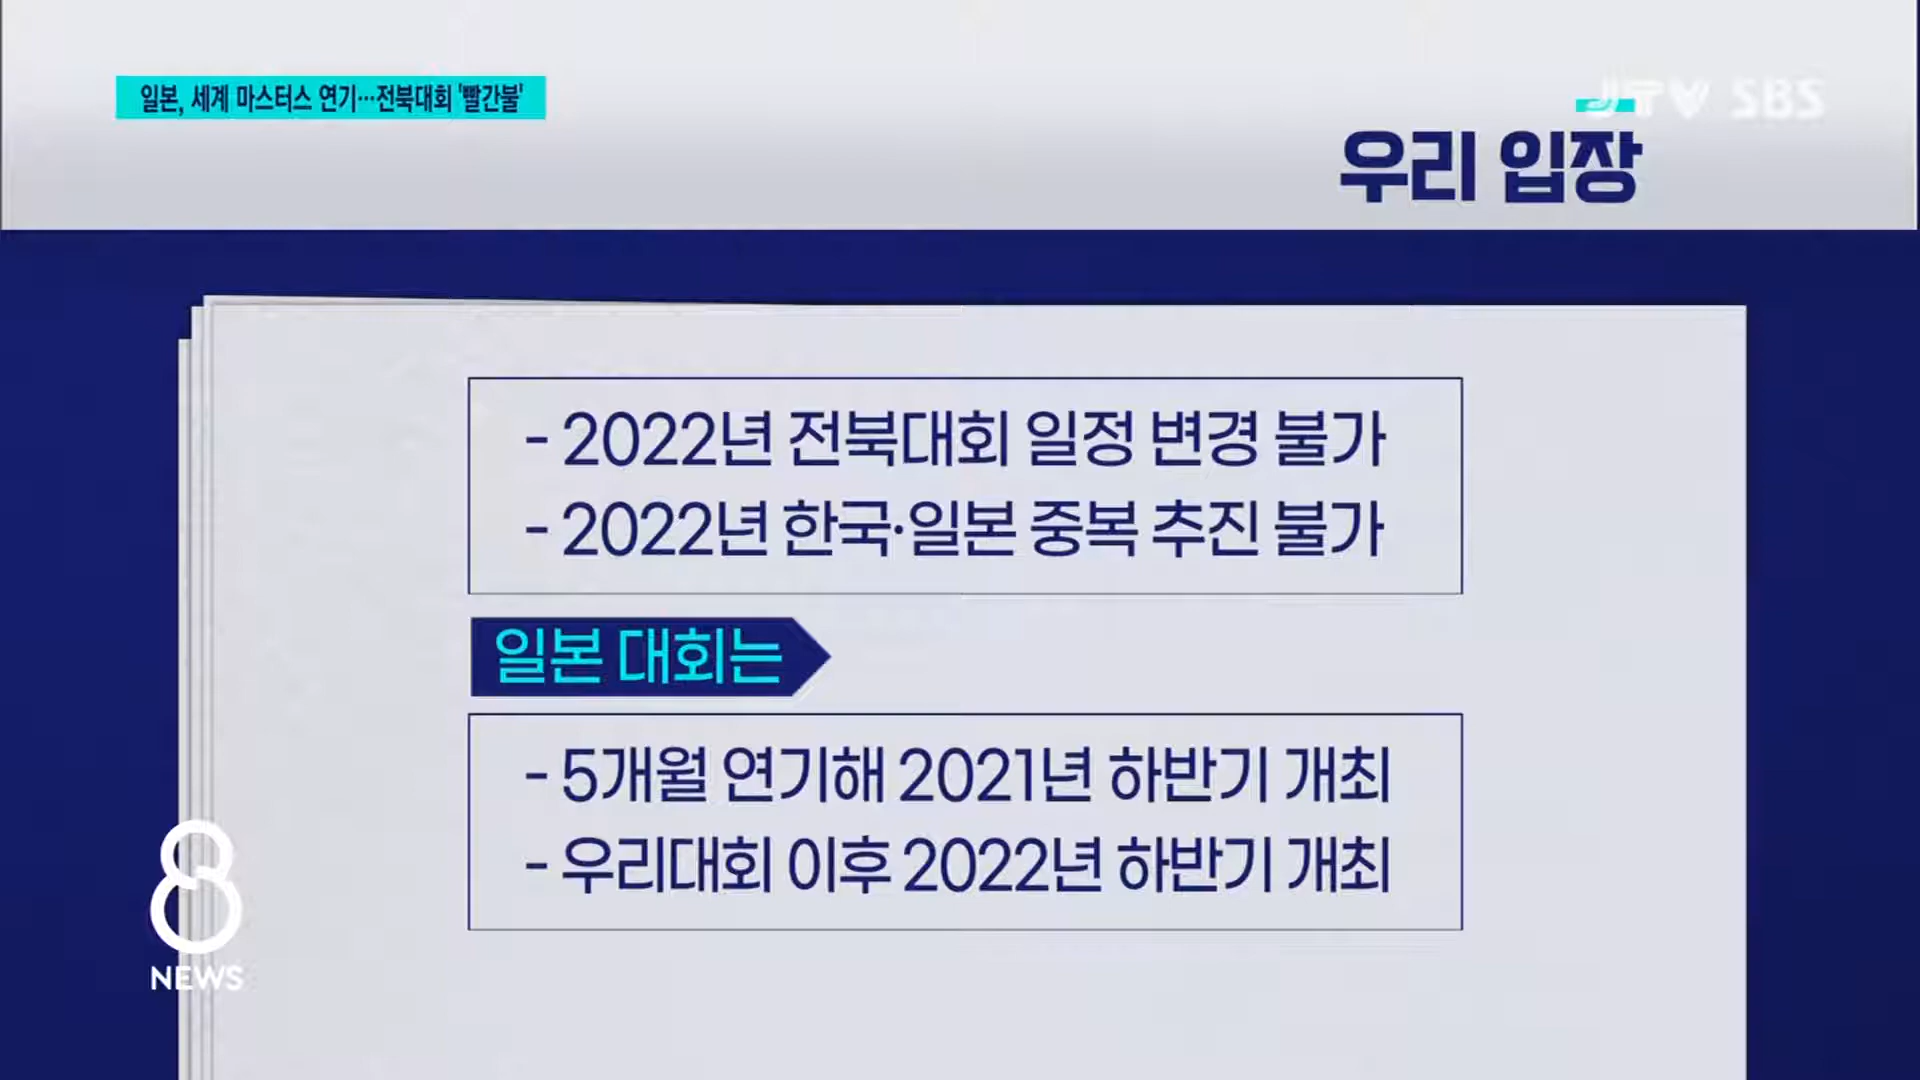 일본, 세계 마스터스 연기…전북대회 '빨간불'
JTV SBS
우리 입장
- 2022년 전북대회 일정 변경 불가
- 2022년 한국·일본 중복 추진 불가
일본 대회는
- 5개월 연기해 2021년 하반기 개최
- 우리대회 이후 2022년 하반기 개최
8
NEWS